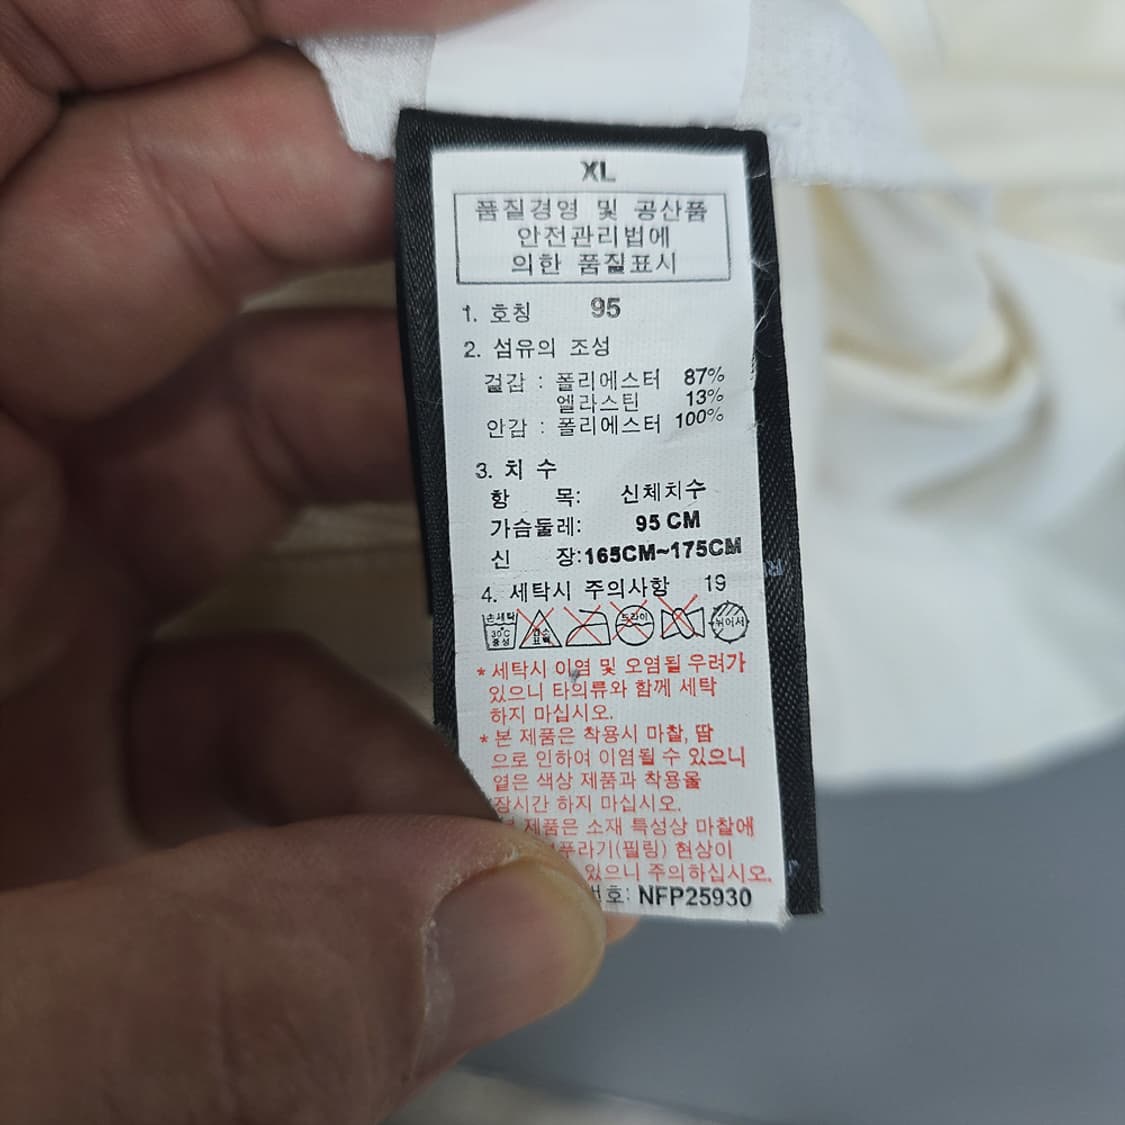 XL
품질경영 및 공산품
안전관리법에
의한 품질표시
1. 호칭 95
2. 섬유의 조성
겉감 : 폴리에스터 87%
엘라스틴 13%
안감 : 폴리에스터 100%
3. 치 수
항 목: 신체치수
가슴둘레: 95 CM
신 장:165CM~175CM
4. 세탁시 주의사항 19
손세탁 30°C 중성 염소 표백 드라이 뉘어서
* 세탁시 이염 및 오염될 우려가
있으니 타의류와 함께 세탁
하지 마십시오.
* 본 제품은 착용시 마찰, 땀
으로 인하여 이염될 수 있으니
옅은 색상 제품과 착용을
장시간 하지 마십시오.
제품은 소재 특성상 마찰에
푸라기(필링) 현상이
있으니 주의하십시오.
호: NFP25930